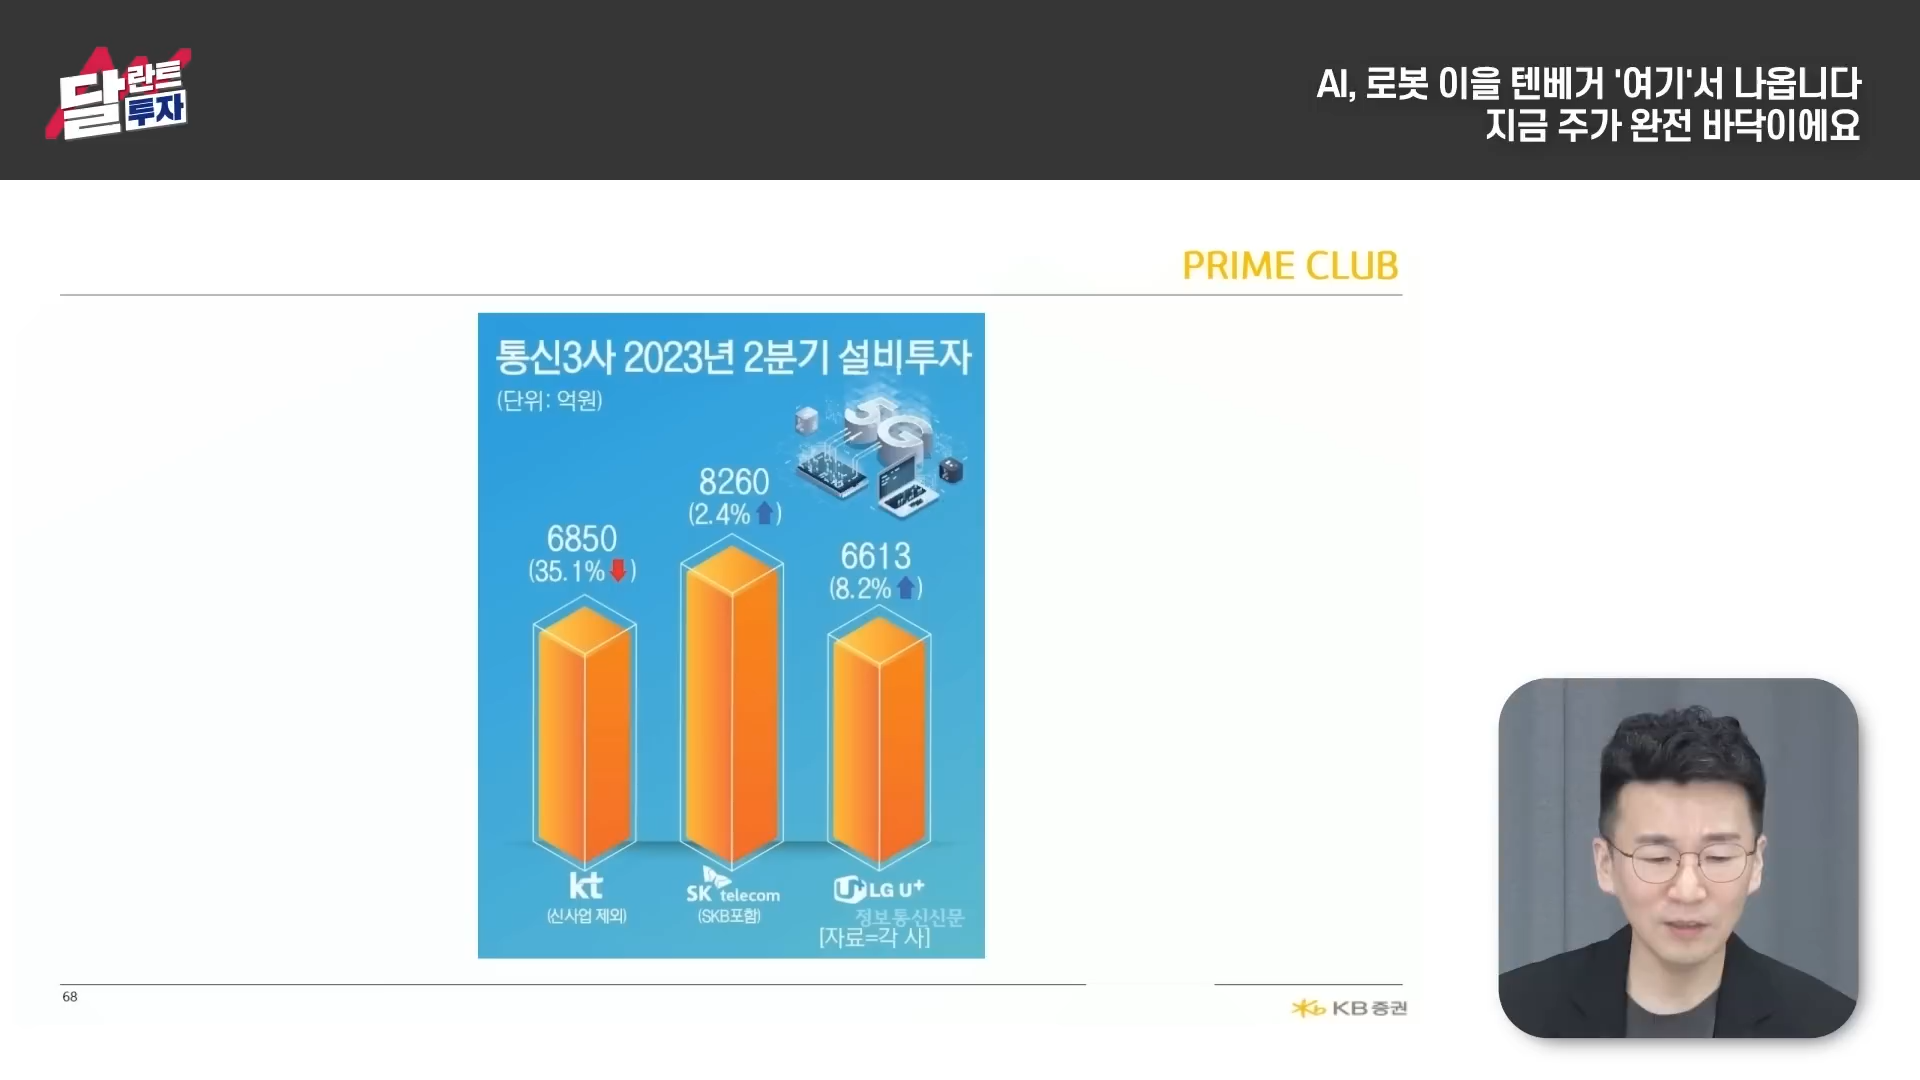 달란트
투자
AI, 로봇 이을 텐베거 '여기'서 나옵니다
지금 주가 완전 바닥이에요
PRIME CLUB
통신3사 2023년 2분기 설비투자
(단위: 억원)
5G
8260
(2.4%⬆)
6850
(35.1%⬇)
6613
(8.2%⬆)
kt
(신사업 제외)
SK telecom
(SKB포함)
U+ LG U+
정보통신신문
[자료=각 사]
68
Kb KB증권